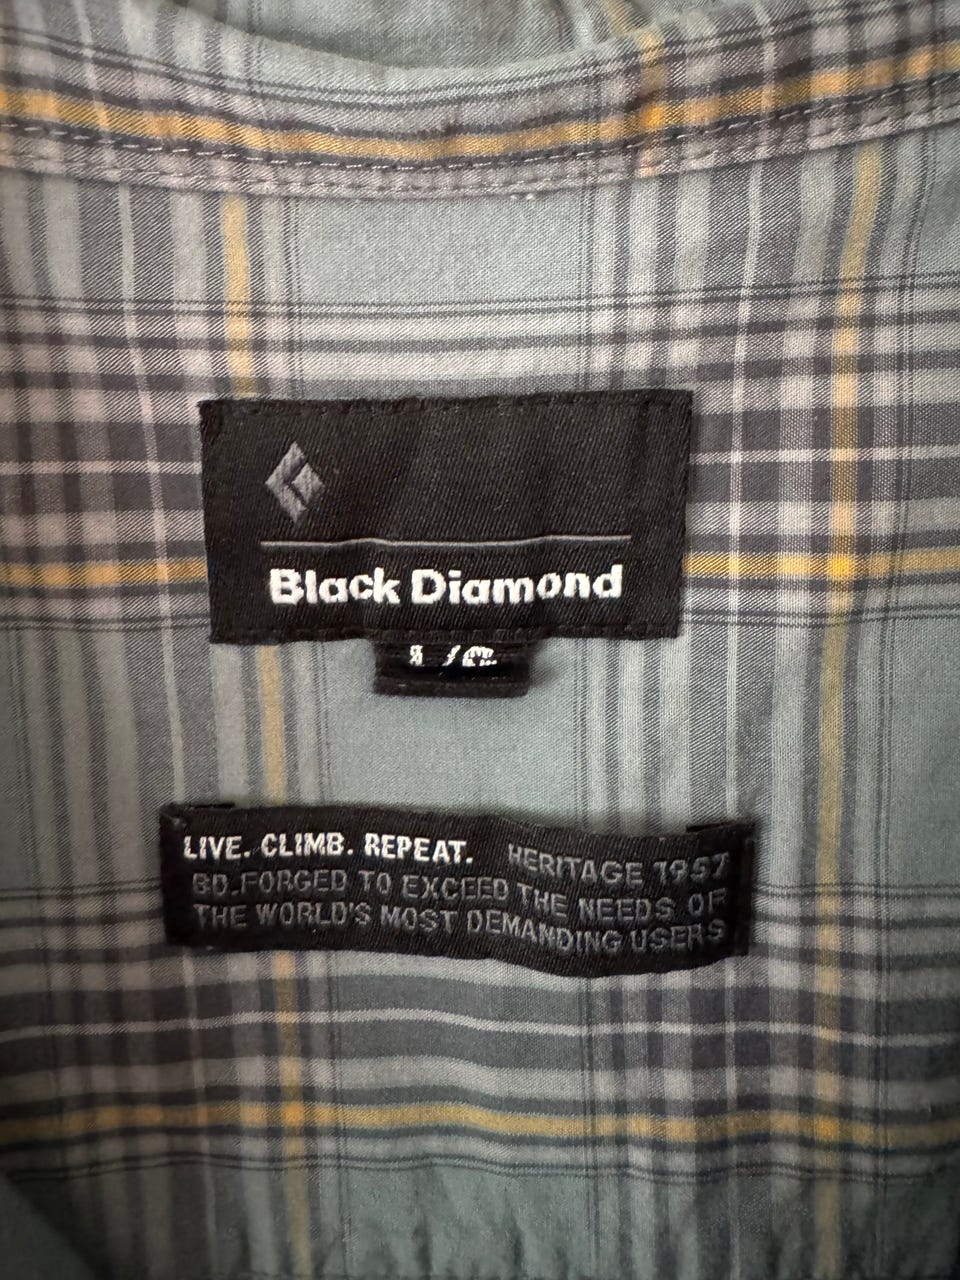 Black Diamond
LIVE. CLIMB. REPEAT. HERITAGE 1957
BD.FORGED TO EXCEED THE NEEDS OF
THE WORLD'S MOST DEMANDING USERS